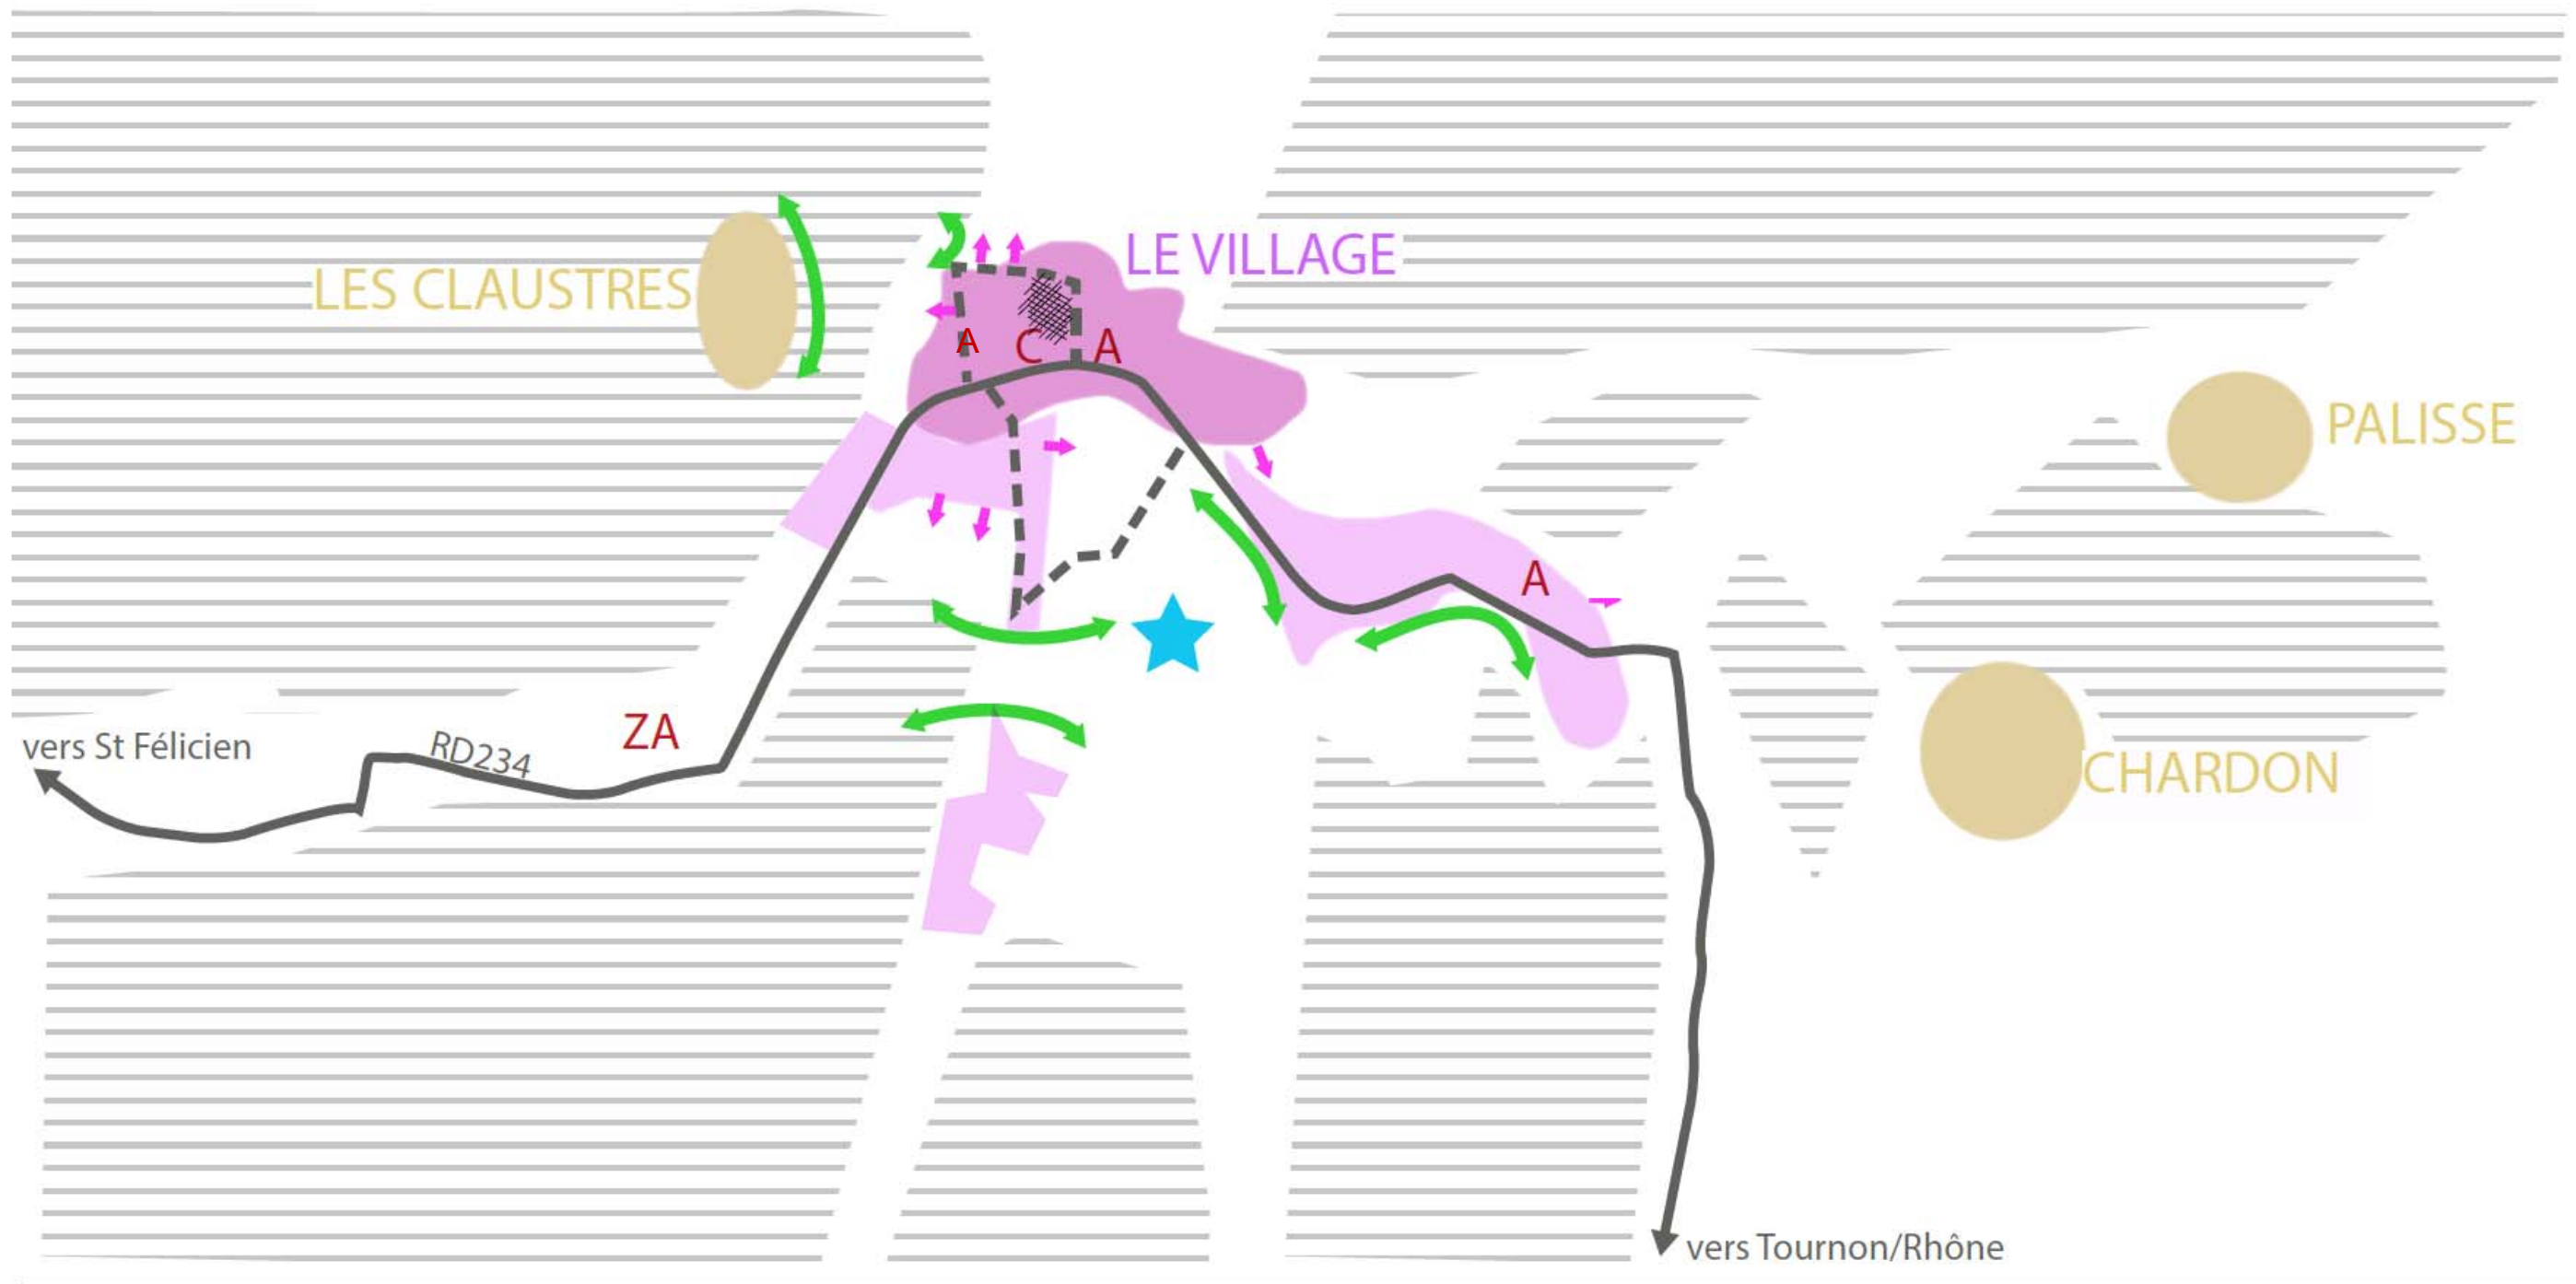 LE VILLAGE
LES CLAUSTRES
A
C
A
PALISSE
A
ZA
vers St Félicien
RD234
CHARDON
vers Tournon/Rhône